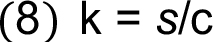 (8) k = s/c